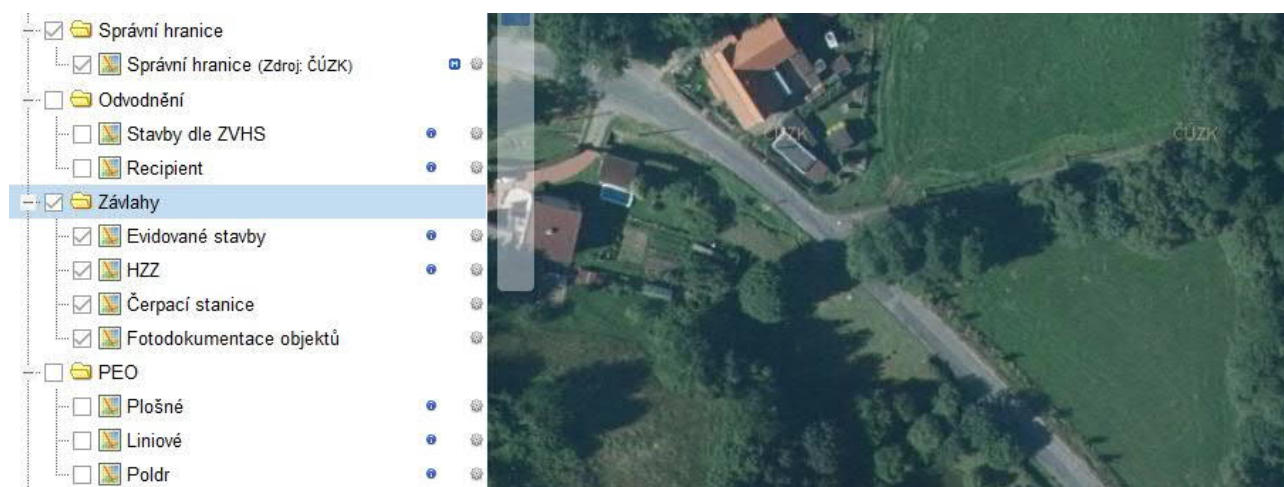 Správní hranice
Správní hranice (Zdroj: ČÚZK)
Odvodnění
Stavby dle ZVHS
Recipient
Závlahy
Evidované stavby
HZZ
Čerpací stanice
Fotodokumentace objektů
PEO
Plošné
Liniové
Poldr
ČÚZK
ČÚZK